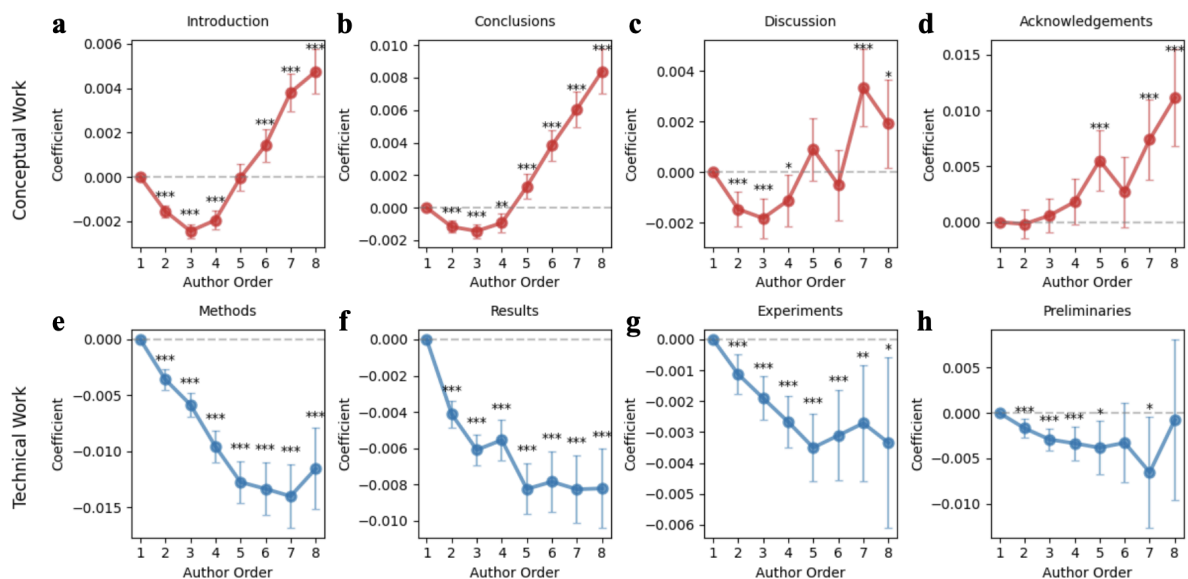 a Introduction
b Conclusions
c Discussion
d Acknowledgements
Conceptual Work
Coefficient
0.006
0.004
0.002
0.000
−0.002
*** *** *** *** *** ***
1 2 3 4 5 6 7 8
Author Order
Coefficient
0.010
0.008
0.006
0.004
0.002
0.000
−0.002
*** *** ** *** *** *** ***
1 2 3 4 5 6 7 8
Author Order
Coefficient
0.004
0.002
0.000
−0.002
*** *** * *** *
1 2 3 4 5 6 7 8
Author Order
Coefficient
0.015
0.010
0.005
0.000
*** *** ***
1 2 3 4 5 6 7 8
Author Order
e Methods
f Results
g Experiments
h Preliminaries
Technical Work
Coefficient
0.000
−0.005
−0.010
−0.015
*** *** *** *** *** *** ***
1 2 3 4 5 6 7 8
Author Order
Coefficient
0.000
−0.002
−0.004
−0.006
−0.008
−0.010
*** *** *** *** *** *** ***
1 2 3 4 5 6 7 8
Author Order
Coefficient
0.000
−0.001
−0.002
−0.003
−0.004
−0.005
−0.006
*** *** *** *** *** ** *
1 2 3 4 5 6 7 8
Author Order
Coefficient
0.005
0.000
−0.005
−0.010
*** *** *** * *
1 2 3 4 5 6 7 8
Author Order